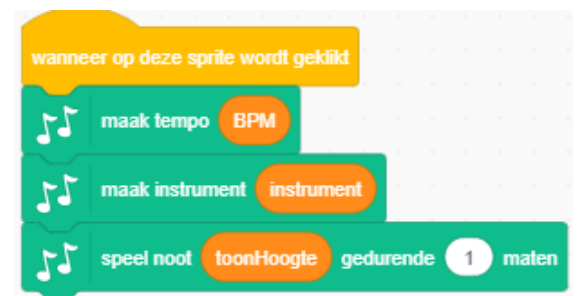 wanneer op deze sprite wordt geklikt
maak tempo BPM
maak instrument instrument
speel noot toonHoogte gedurende 1 maten